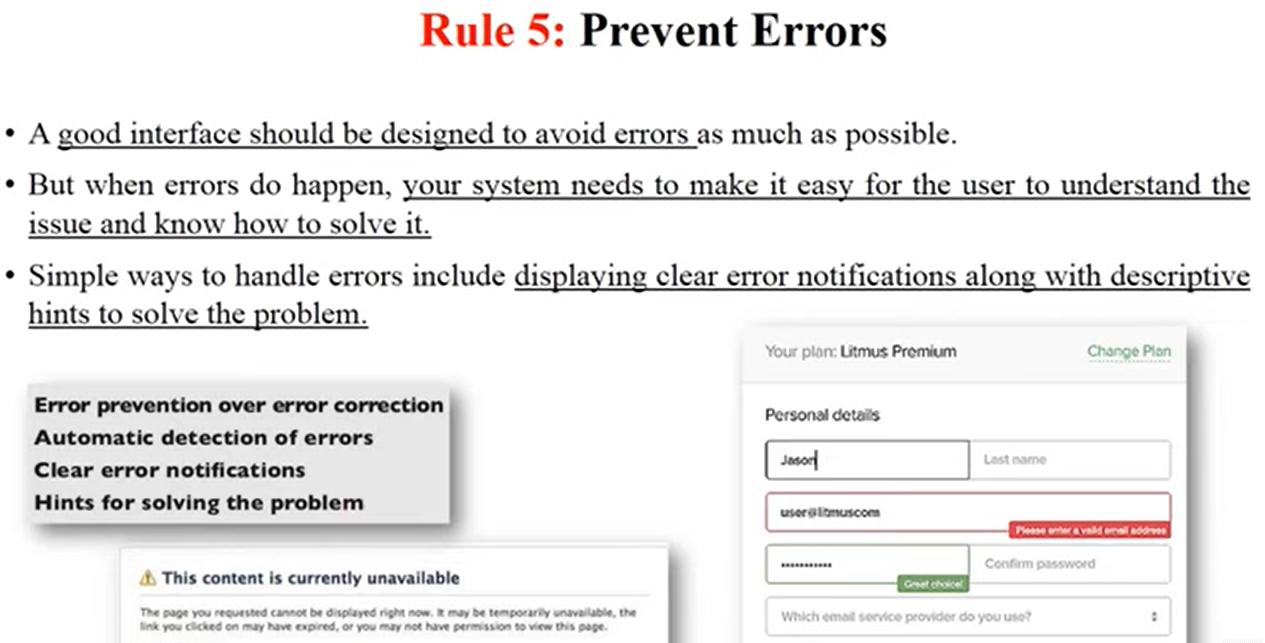 Rule 5: Prevent Errors
• A good interface should be designed to avoid errors as much as possible.
• But when errors do happen, your system needs to make it easy for the user to understand the
issue and know how to solve it.
• Simple ways to handle errors include displaying clear error notifications along with descriptive
hints to solve the problem.
Error prevention over error correction
Automatic detection of errors
Clear error notifications
Hints for solving the problem
This content is currently unavailable
The page you requested cannot be displayed right now. It may be temporarily unavailable, the
link you clicked on may have expired, or you may not have permission to view this page.
Your plan: Litmus Premium Change Plan
Personal details
Jason Last name
user@litmuscom
Please enter a valid email address
•••••••••••• Confirm password
Great choice!
Which email service provider do you use?